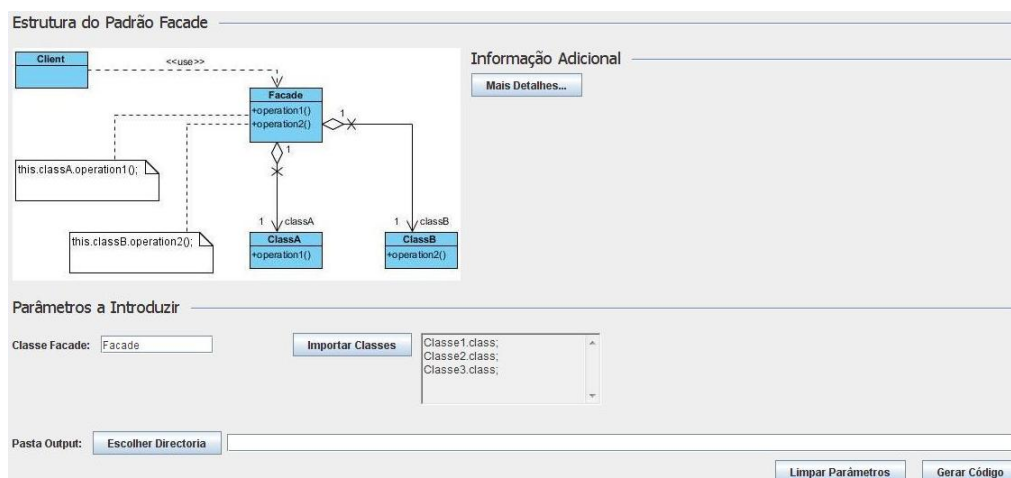 Estrutura do Padrão Facade
Client
<<use>>
Facade
+operation1()
+operation2()
1
1
this.classA.operation1();
this.classB.operation2();
1 classA
1 classB
ClassA
+operation1()
ClassB
+operation2()
Informação Adicional
Mais Detalhes...
Parâmetros a Introduzir
Classe Facade: Facade
Importar Classes
Classe1.class;
Classe2.class;
Classe3.class;
Pasta Output: Escolher Directoria
Limpar Parâmetros Gerar Código